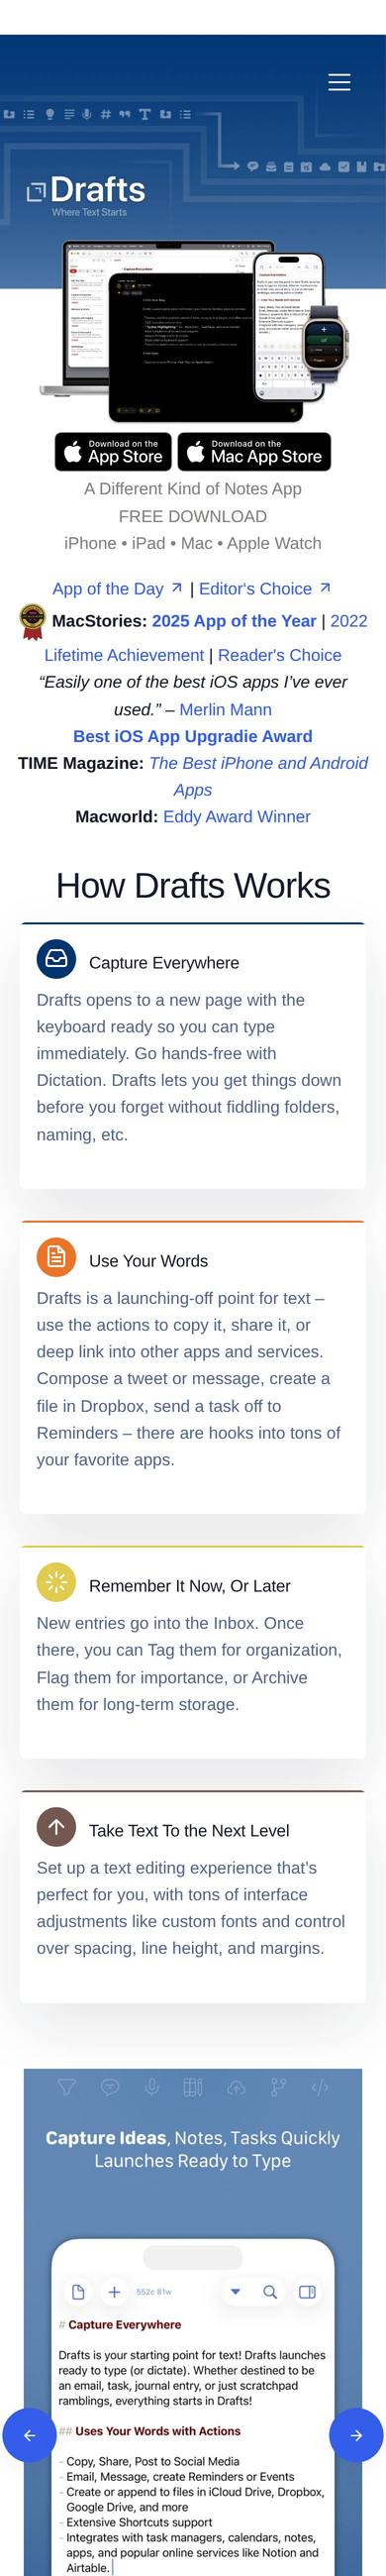 Drafts
Where Text Starts
Download on the
App Store
Download on the
Mac App Store
A Different Kind of Notes App
FREE DOWNLOAD
iPhone • iPad • Mac • Apple Watch
App of the Day | Editor's Choice
MacStories: 2025 App of the Year | 2022
Lifetime Achievement | Reader's Choice
“Easily one of the best iOS apps I’ve ever
used.” – Merlin Mann
Best iOS App Upgradie Award
TIME Magazine: The Best iPhone and Android
Apps
Macworld: Eddy Award Winner
How Drafts Works
Capture Everywhere
Drafts opens to a new page with the
keyboard ready so you can type
immediately. Go hands-free with
Dictation. Drafts lets you get things down
before you forget without fiddling folders,
naming, etc.
Use Your Words
Drafts is a launching-off point for text –
use the actions to copy it, share it, or
deep link into other apps and services.
Compose a tweet or message, create a
file in Dropbox, send a task off to
Reminders – there are hooks into tons of
your favorite apps.
Remember It Now, Or Later
New entries go into the Inbox. Once
there, you can Tag them for organization,
Flag them for importance, or Archive
them for long-term storage.
Take Text To the Next Level
Set up a text editing experience that’s
perfect for you, with tons of interface
adjustments like custom fonts and control
over spacing, line height, and margins.
Capture Ideas, Notes, Tasks Quickly
Launches Ready to Type
552c 81w
# Capture Everywhere
Drafts is your starting point for text! Drafts launches
ready to type (or dictate). Whether destined to be
an email, task, journal entry, or just scratchpad
ramblings, everything starts in Drafts!
## Uses Your Words with Actions
- Copy, Share, Post to Social Media
- Email, Message, create Reminders or Events
- Create or append to files in iCloud Drive, Dropbox,
Google Drive, and more
- Extensive Shortcuts support
- Integrates with task managers, calendars, notes,
apps, and popular online services like Notion and
Airtable.